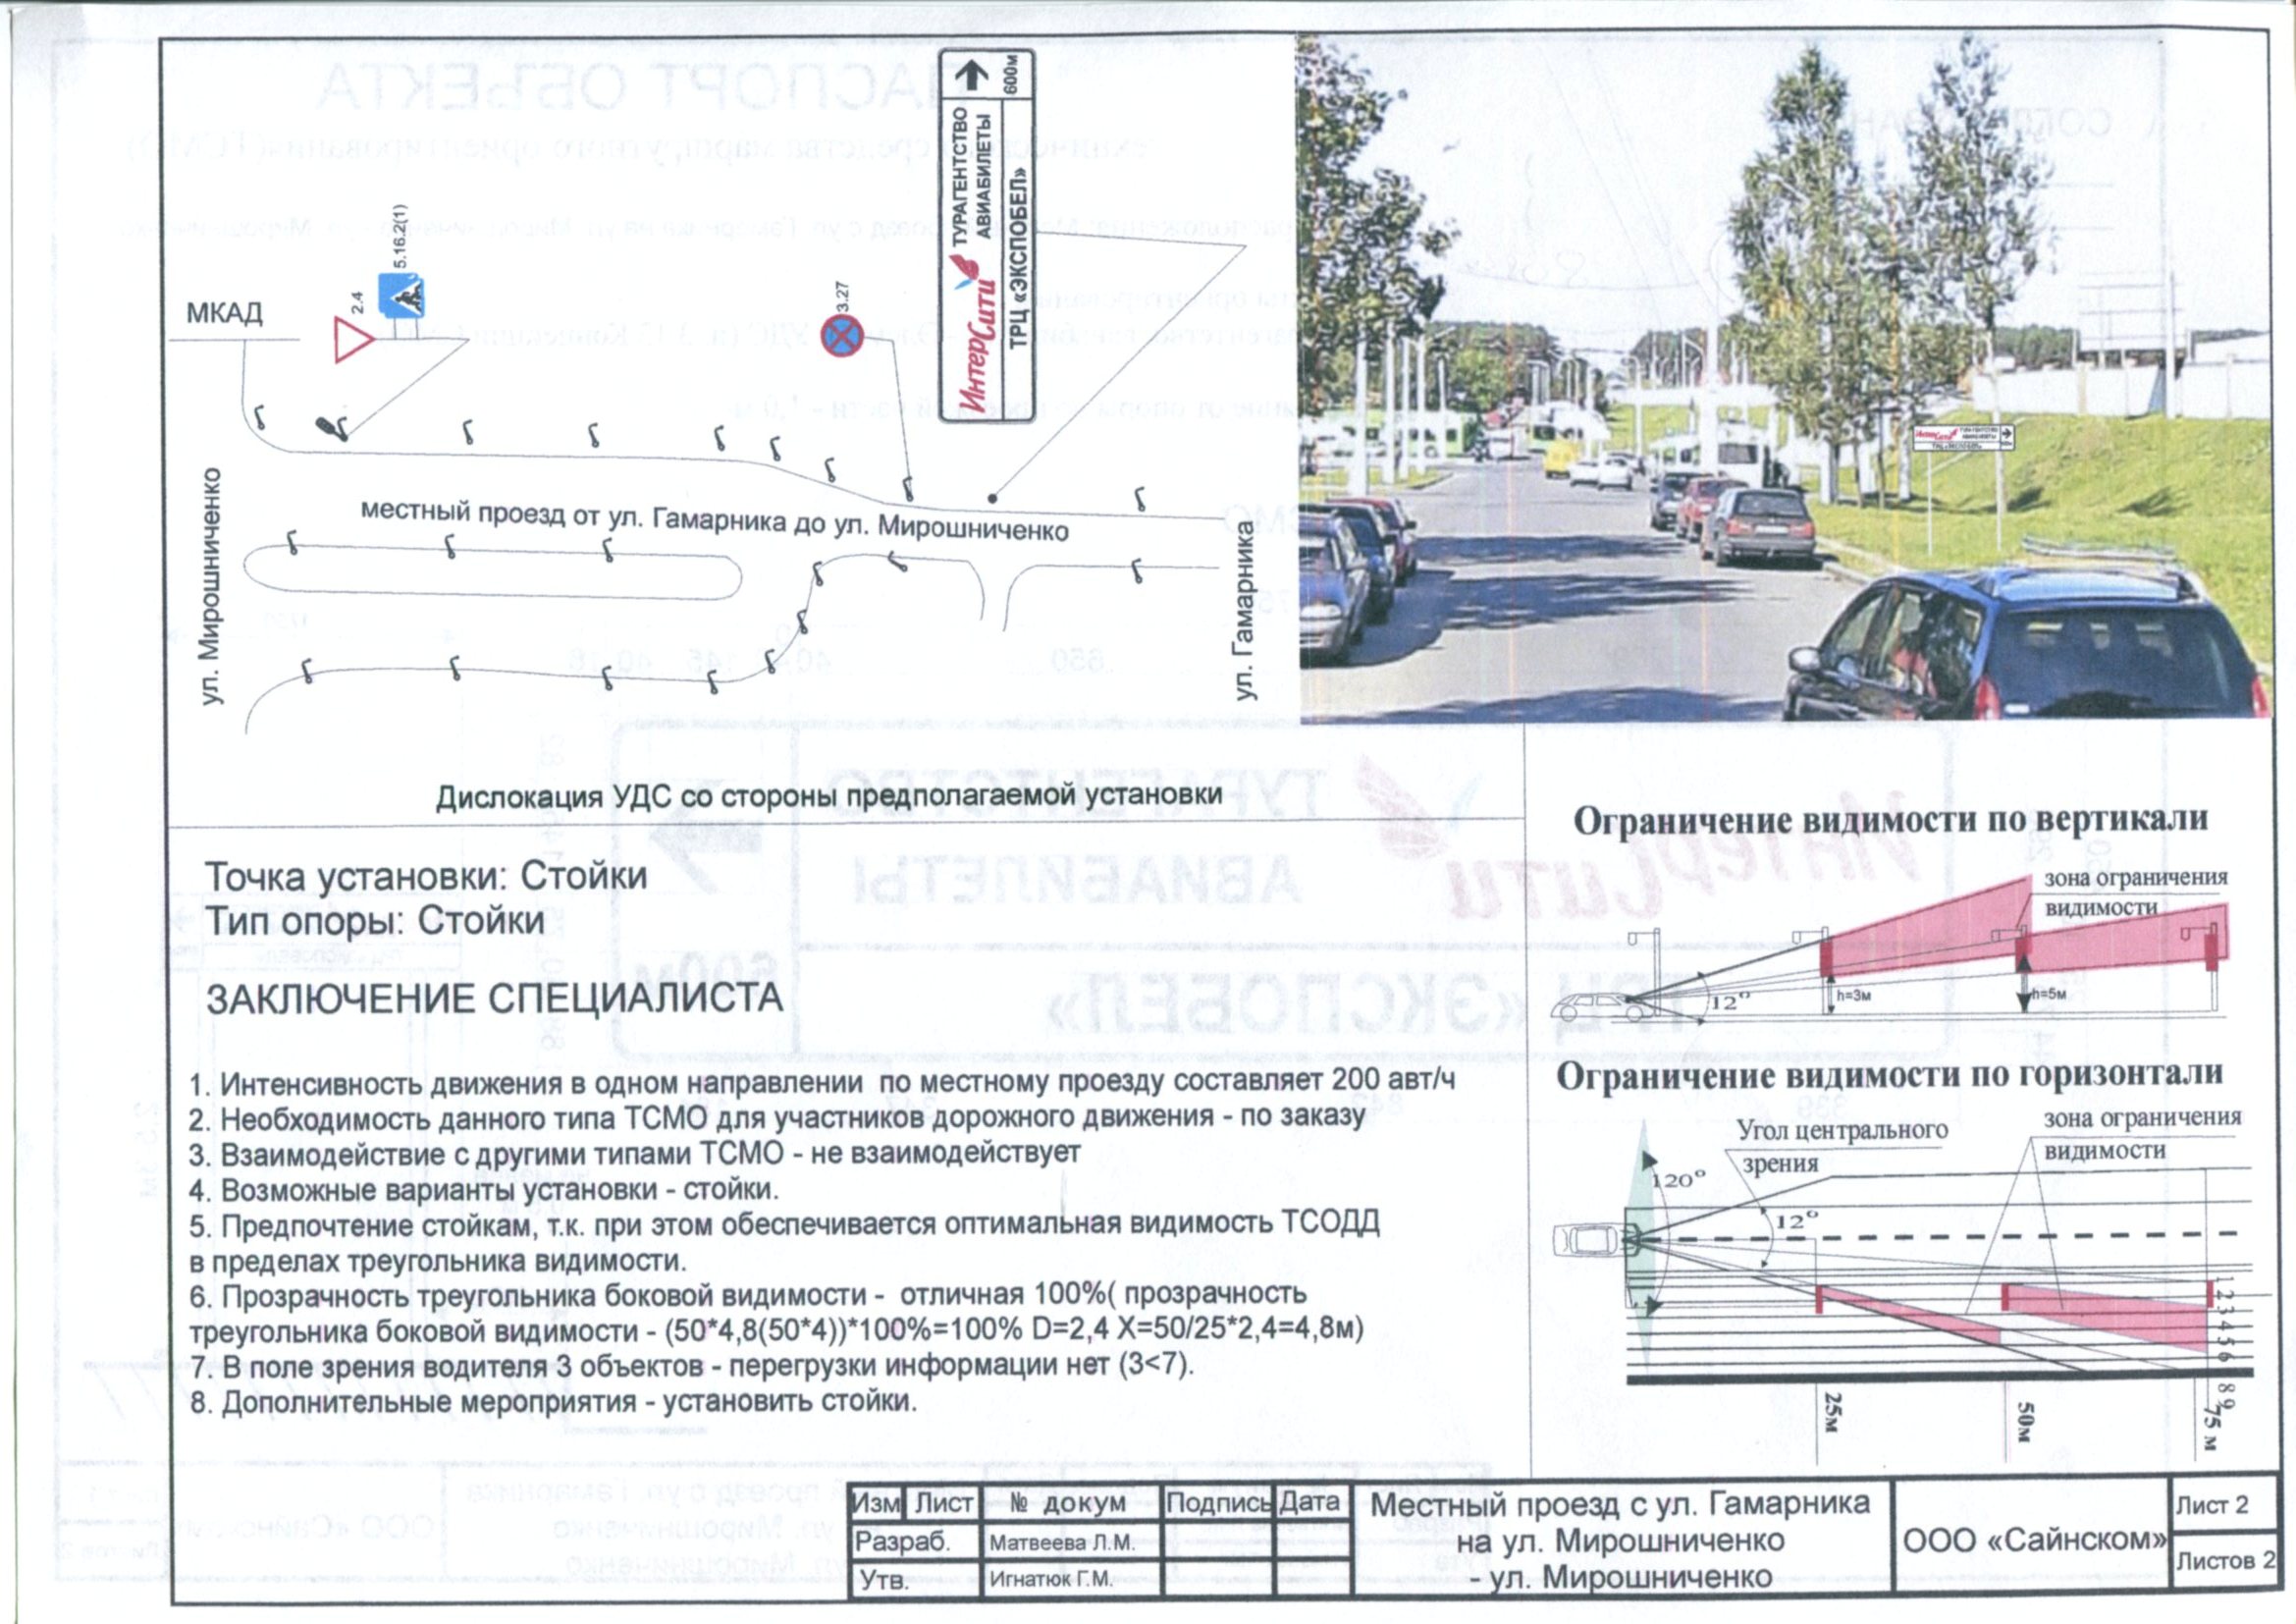 600м
ТУРАГЕНТСТВО
АВИАБИЛЕТЫ
ИнтерСити
ТРЦ «ЭКСПОБЕЛ»
5.16.2(1)
2.4
3.27
МКАД
местный проезд от ул. Гамарника до ул. Мирошниченко
ул. Мирошниченко
ул. Гамарника
Дислокация УДС со стороны предполагаемой установки
ИнтерСити
ТУРАГЕНТСТВО
АВИАБИЛЕТЫ
ТРЦ «ЭКСПОБЕЛ»
Точка установки: Стойки
Тип опоры: Стойки
ЗАКЛЮЧЕНИЕ СПЕЦИАЛИСТА
1. Интенсивность движения в одном направлении по местному проезду составляет 200 авт/ч
2. Необходимость данного типа ТСМО для участников дорожного движения - по заказу
3. Взаимодействие с другими типами ТСМО - не взаимодействует
4. Возможные варианты установки - стойки.
5. Предпочтение стойкам, т.к. при этом обеспечивается оптимальная видимость ТСОДД
в пределах треугольника видимости.
6. Прозрачность треугольника боковой видимости - отличная 100%( прозрачность
треугольника боковой видимости - (50*4,8(50*4))*100%=100% D=2,4 X=50/25*2,4=4,8м)
7. В поле зрения водителя 3 объектов - перегрузки информации нет (3<7).
8. Дополнительные мероприятия - установить стойки.
Ограничение видимости по вертикали
зона ограничения
видимости
12°
h=3м
h=5м
Ограничение видимости по горизонтали
Угол центрального
зрения
зона ограничения
видимости
120°
12°
1 2 3 4 5 6 8 9
25м
50м
75 м
Изм Лист № докум Подпись Дата
Разраб. Матвеева Л.М.
Утв. Игнатюк Г.М.
Местный проезд с ул. Гамарника
на ул. Мирошниченко
- ул. Мирошниченко
ООО «Сайнском»
Лист 2
Листов 2